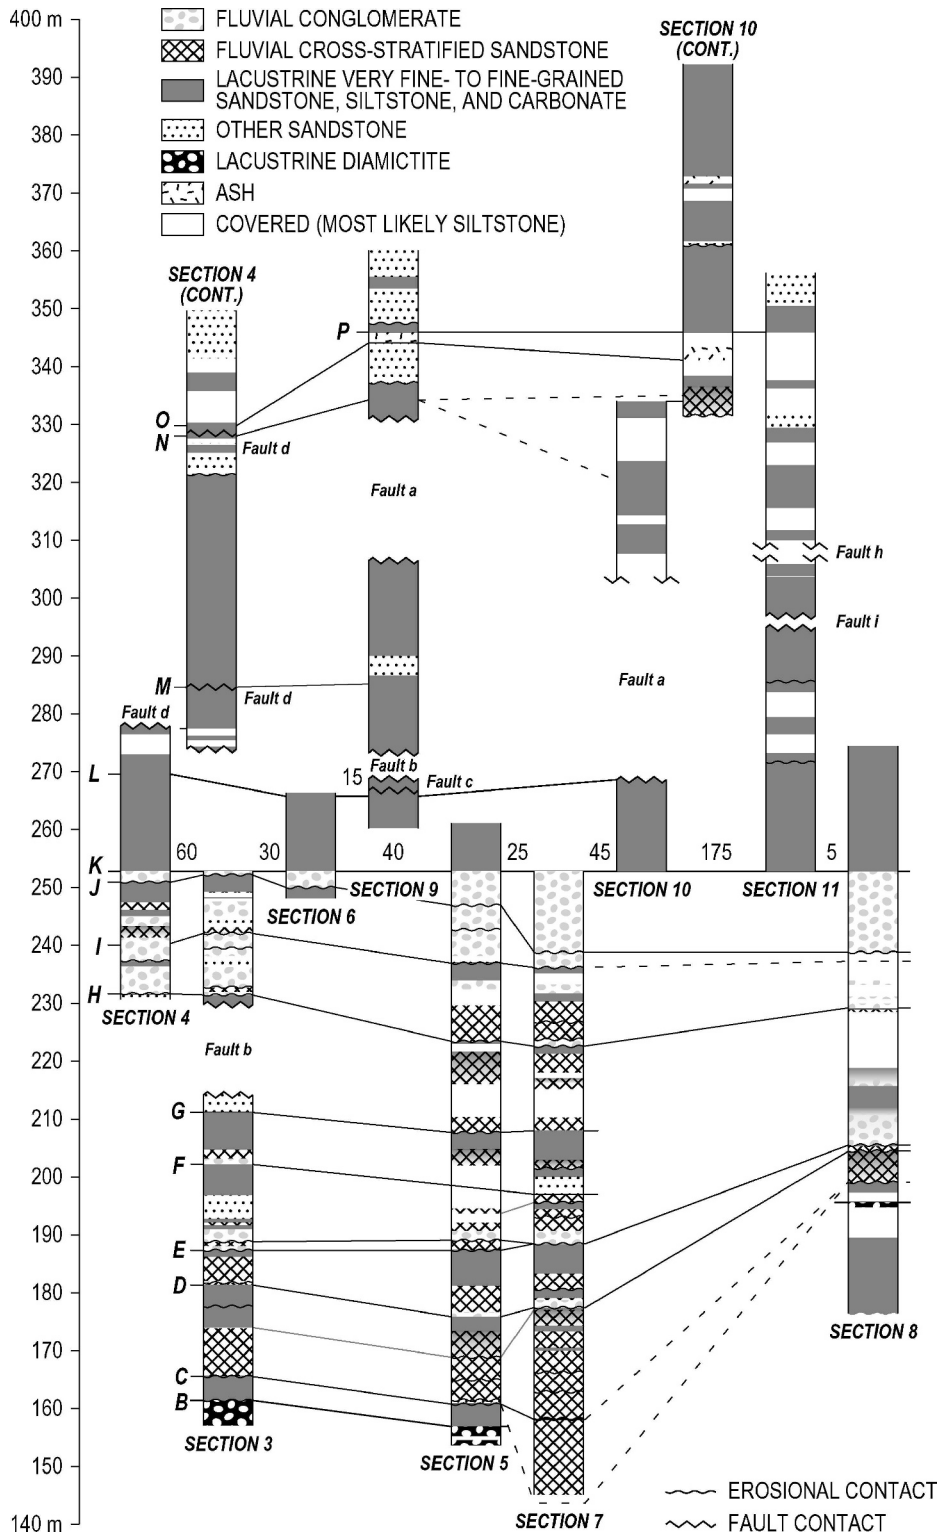 400 m
390
380
370
360
350
340
330
320
310
300
290
280
270
260
250
240
230
220
210
200
190
180
170
160
150
140 m
FLUVIAL CONGLOMERATE
FLUVIAL CROSS-STRATIFIED SANDSTONE
LACUSTRINE VERY FINE- TO FINE-GRAINED
SANDSTONE, SILTSTONE, AND CARBONATE
OTHER SANDSTONE
LACUSTRINE DIAMICTITE
ASH
COVERED (MOST LIKELY SILTSTONE)
SECTION 10
(CONT.)
SECTION 4
(CONT.)
P
O
N
Fault d
Fault a
Fault h
Fault i
Fault a
M
Fault d
Fault d
L
15
Fault b
Fault c
K
60
30
40
25
45
175
5
J
SECTION 9
SECTION 10
SECTION 11
SECTION 6
I
H
SECTION 4
Fault b
G
F
E
D
C
B
SECTION 3
SECTION 5
SECTION 7
SECTION 8
EROSIONAL CONTACT
FAULT CONTACT